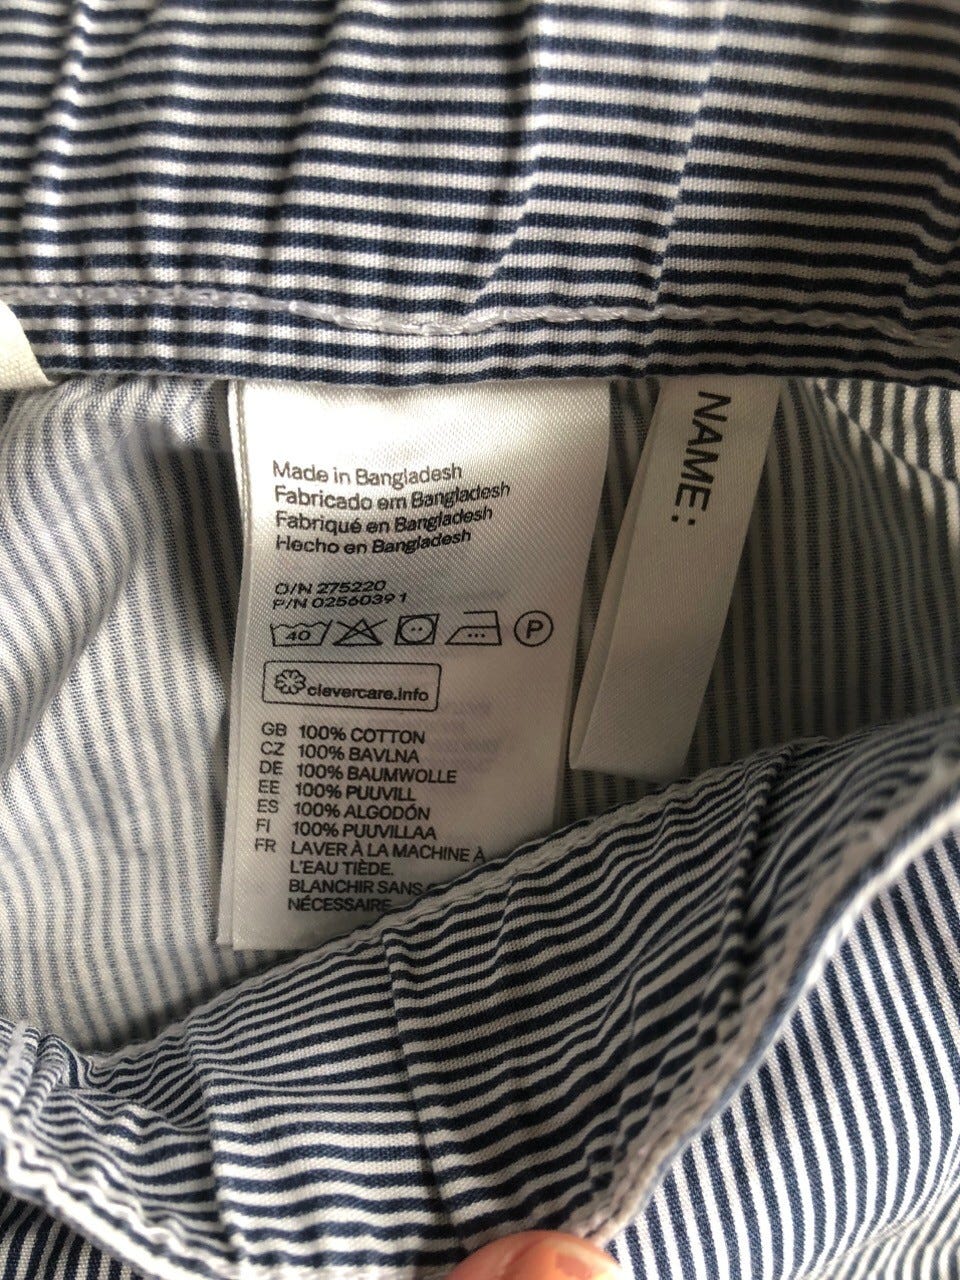 Made in Bangladesh
Fabricado em Bangladesh
Fabriqué en Bangladesh
Hecho en Bangladesh
O/N 275220
P/N 02560391
40
P
clevercare.info
GB 100% COTTON
CZ 100% BAVLNA
DE 100% BAUMWOLLE
EE 100% PUUVILL
ES 100% ALGODÓN
FI 100% PUUVILLAA
FR LAVER À LA MACHINE À
L'EAU TIÈDE.
BLANCHIR SANS
NÉCESSAIRE
NAME: